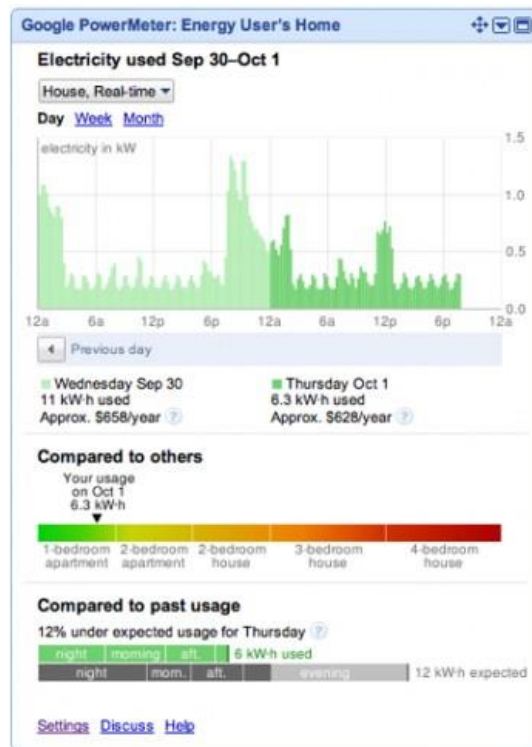 Google PowerMeter: Energy User's Home
Electricity used Sep 30–Oct 1
House, Real-time
Day Week Month
electricity in kW
1.5
1.0
0.5
0.0
12a 6a 12p 6p 12a 6a 12p 6p 12a
Previous day
Wednesday Sep 30
11 kW·h used
Approx. $658/year ?
Thursday Oct 1
6.3 kW·h used
Approx. $628/year ?
Compared to others
Your usage
on Oct 1
6.3 kW·h
1-bedroom
apartment
2-bedroom
apartment
2-bedroom
house
3-bedroom
house
4-bedroom
house
Compared to past usage
12% under expected usage for Thursday ?
night morning aft. 6 kW·h used
night morn. aft. evening 12 kW·h expected
Settings Discuss Help